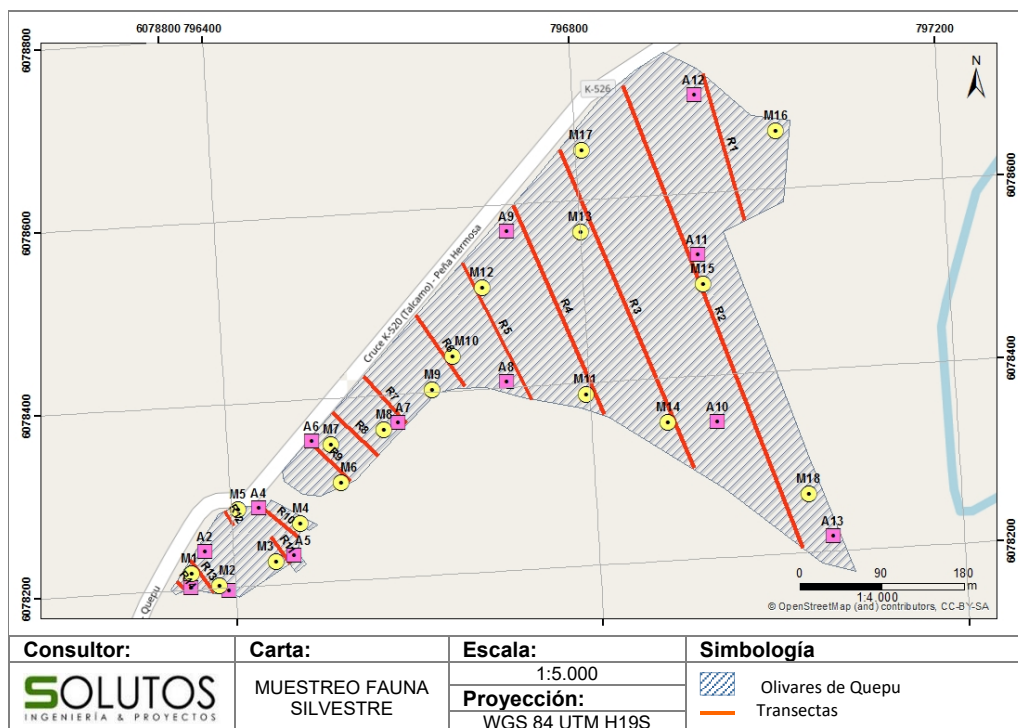 6078800 796400 796800 797200
6078800
6078600
6078400
6078200
6078600
6078400
6078200
N
K-526
Cruce K-520 (Talcamo) - Peña Hermosa
- Quepu
A12
M16
R1
M17
A9
M13
A11
M12
M15
R5
R4
R3
R2
M10
R6
A8
M9
M11
R7
A7
M8
R8
A6
M7
R9
M6
M14
A10
M18
A13
M5
A4
R12
M4
R10
A2
M3
R11
A5
M1
R13
M2
0 90 180
m
1:4.000
© OpenStreetMap (and) contributors, CC-BY-SA
Consultor:
SOLUTOS
INGENIERÍA & PROYECTOS
Carta:
MUESTREO FAUNA
SILVESTRE
Escala:
1:5.000
Proyección:
WGS 84 UTM H19S
Simbología
Olivares de Quepu
Transectas